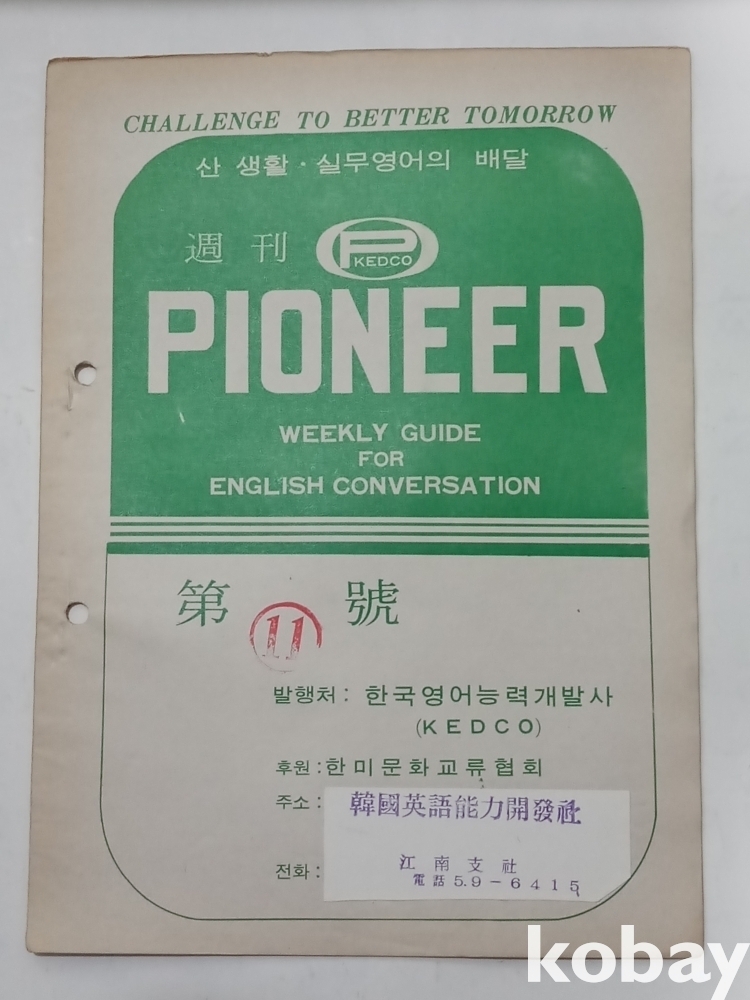 CHALLENGE TO BETTER TOMORROW
산 생활·실무영어의 배달
週刊 P KEDCO
PIONEER
WEEKLY GUIDE
FOR
ENGLISH CONVERSATION
第 11 號
발행처 : 한국영어능력개발사
(KEDCO)
후원 : 한미문화교류협회
주소 : 韓國英語能力開發社
江南支社
전화 : 電話 59-6415
kobay